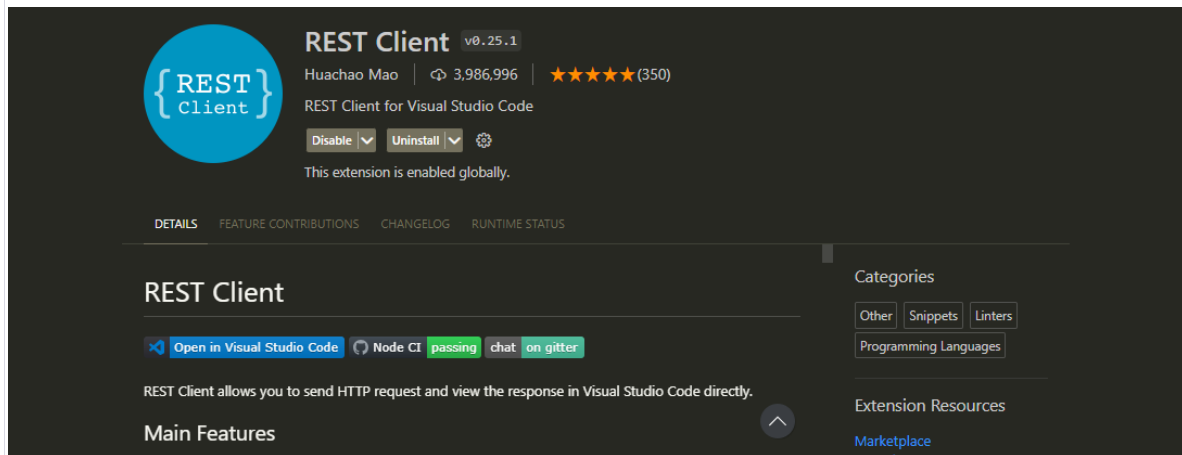 {REST}
Client
REST Client v0.25.1
Huachao Mao 3,986,996 ★★★★★(350)
REST Client for Visual Studio Code
Disable Uninstall
This extension is enabled globally.
DETAILS FEATURE CONTRIBUTIONS CHANGELOG RUNTIME STATUS
REST Client
Open in Visual Studio Code Node CI passing chat on gitter
REST Client allows you to send HTTP request and view the response in Visual Studio Code directly.
Main Features
Categories
Other Snippets Linters
Programming Languages
Extension Resources
Marketplace